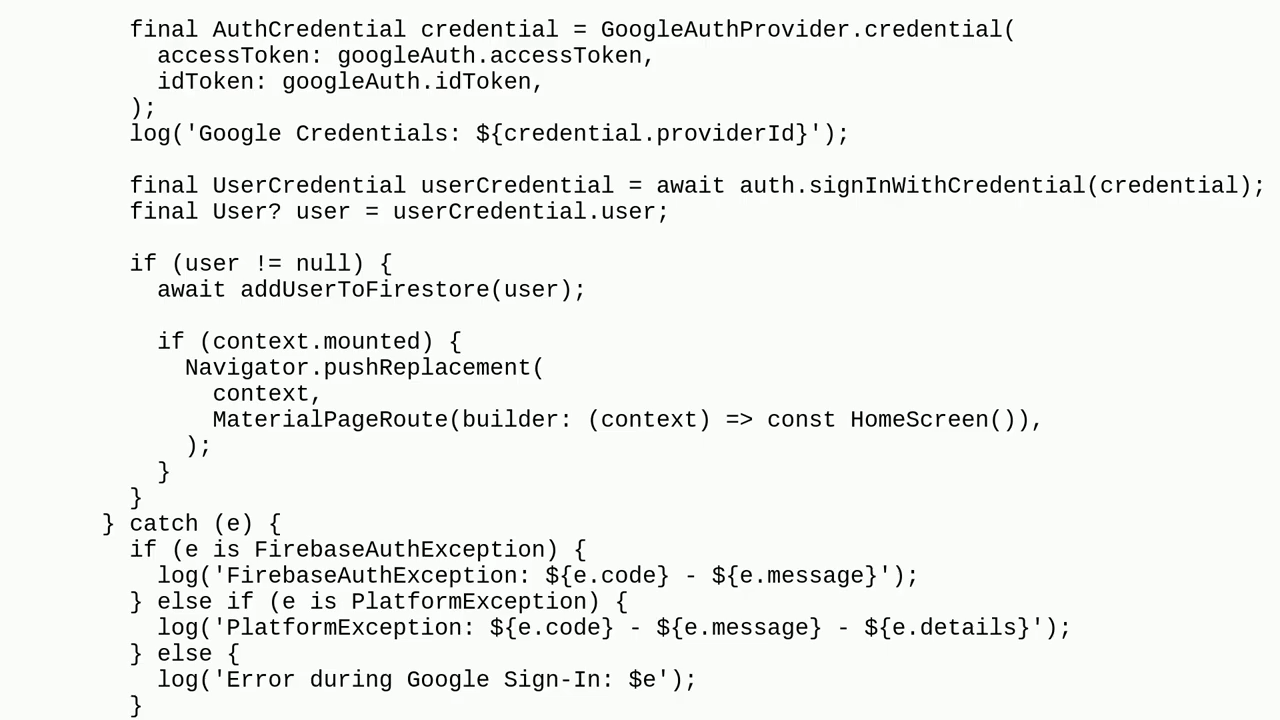 final AuthCredential credential = GoogleAuthProvider.credential(
accessToken: googleAuth.accessToken,
idToken: googleAuth.idToken,
);
log('Google Credentials: ${credential.providerId}');
final UserCredential userCredential = await auth.signInWithCredential(credential);
final User? user = userCredential.user;
if (user != null) {
await addUserToFirestore(user);
if (context.mounted) {
Navigator.pushReplacement(
context,
MaterialPageRoute(builder: (context) => const HomeScreen()),
);
}
}
} catch (e) {
if (e is FirebaseAuthException) {
log('FirebaseAuthException: ${e.code} - ${e.message}');
} else if (e is PlatformException) {
log('PlatformException: ${e.code} - ${e.message} - ${e.details}');
} else {
log('Error during Google Sign-In: $e');
}